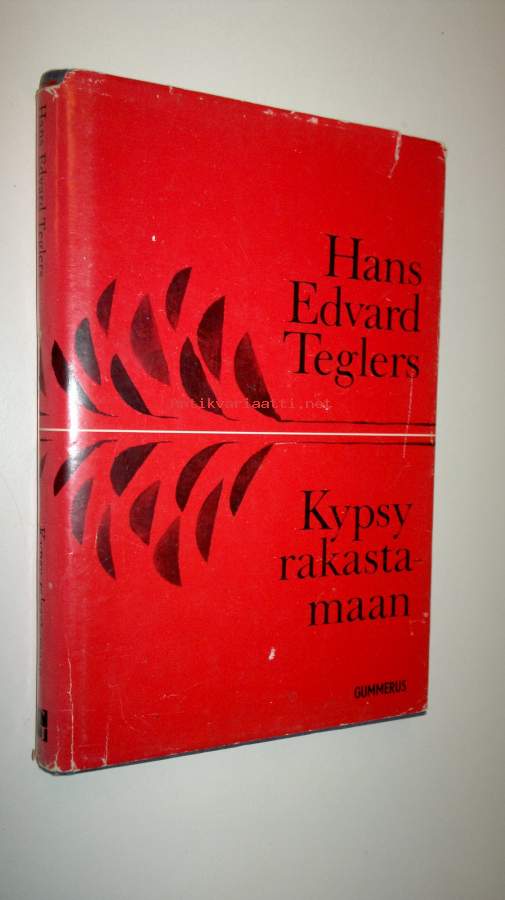 Hans Edvard Teglers
Hans
Edvard
Teglers
Antikvariaatti.net
Kypsy
rakasta-
maan
GUMMERUS